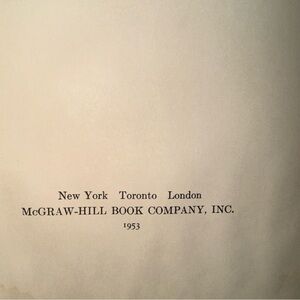 New York Toronto London
McGRAW-HILL BOOK COMPANY, INC.
1953